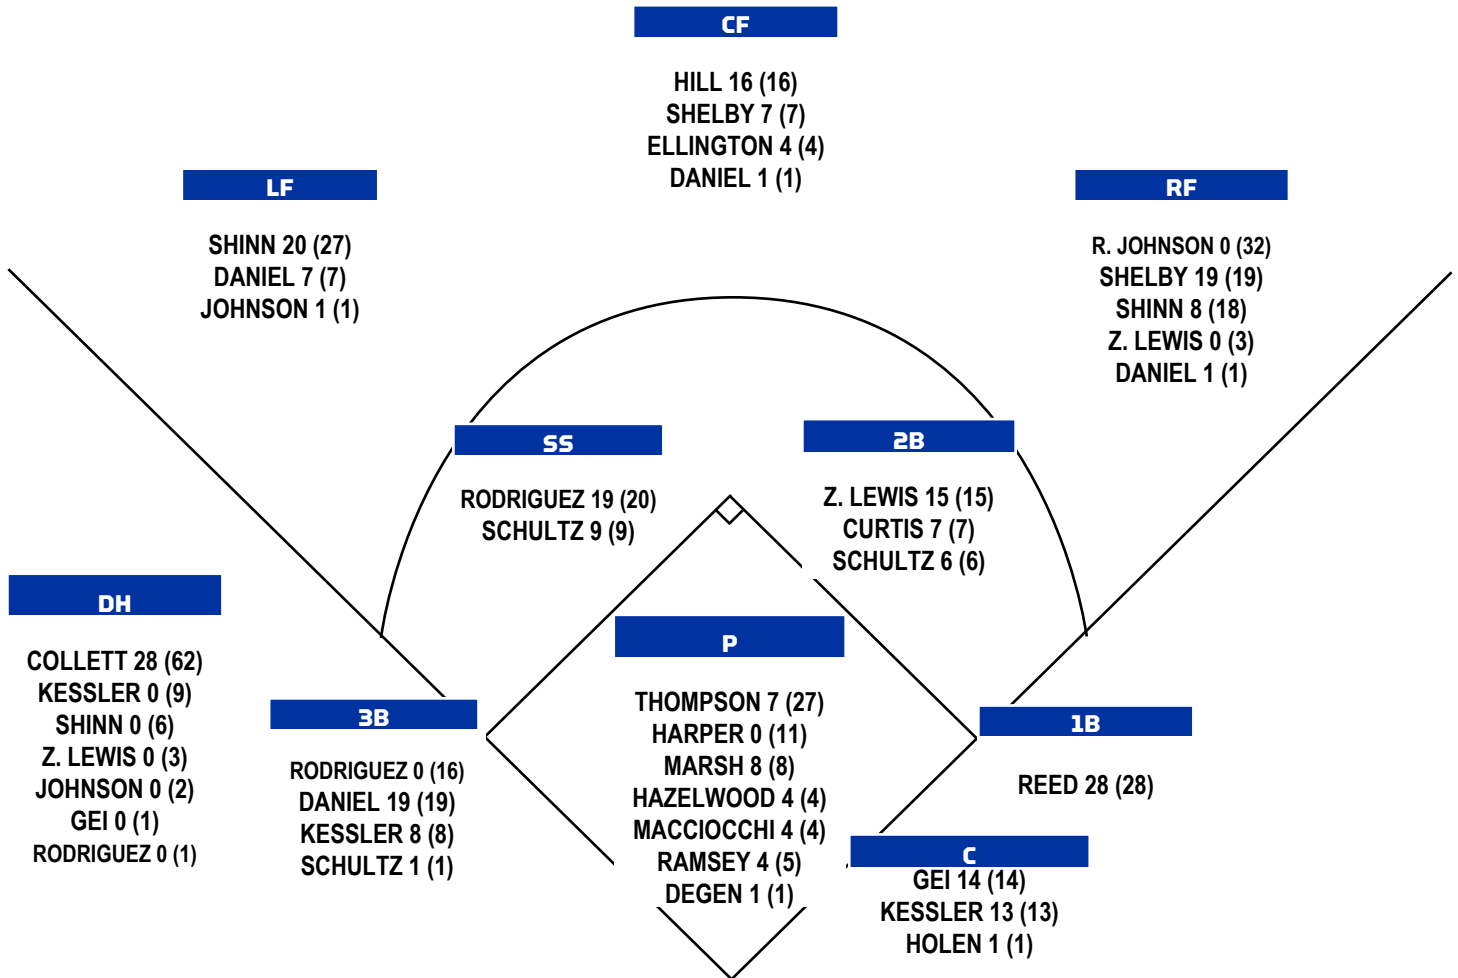 CF
HILL 16 (16)
SHELBY 7 (7)
ELLINGTON 4 (4)
DANIEL 1 (1)
LF
SHINN 20 (27)
DANIEL 7 (7)
JOHNSON 1 (1)
RF
R. JOHNSON 0 (32)
SHELBY 19 (19)
SHINN 8 (18)
Z. LEWIS 0 (3)
DANIEL 1 (1)
SS
RODRIGUEZ 19 (20)
SCHULTZ 9 (9)
2B
Z. LEWIS 15 (15)
CURTIS 7 (7)
SCHULTZ 6 (6)
DH
COLLETT 28 (62)
KESSLER 0 (9)
SHINN 0 (6)
Z. LEWIS 0 (3)
JOHNSON 0 (2)
GEI 0 (1)
RODRIGUEZ 0 (1)
3B
RODRIGUEZ 0 (16)
DANIEL 19 (19)
KESSLER 8 (8)
SCHULTZ 1 (1)
P
THOMPSON 7 (27)
HARPER 0 (11)
MARSH 8 (8)
HAZELWOOD 4 (4)
MACCIOCCHI 4 (4)
RAMSEY 4 (5)
DEGEN 1 (1)
1B
REED 28 (28)
C
GEI 14 (14)
KESSLER 13 (13)
HOLEN 1 (1)